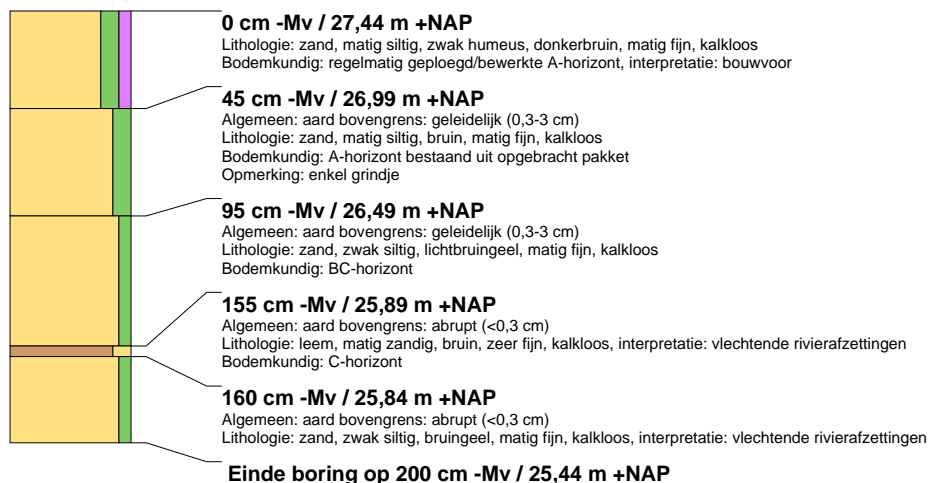 0 cm -Mv / 27,44 m +NAP
Lithologie: zand, matig siltig, zwak humeus, donkerbruin, matig fijn, kalkloos
Bodemkundig: regelmatig geploegd/bewerkte A-horizont, interpretatie: bouwvoor
45 cm -Mv / 26,99 m +NAP
Algemeen: aard bovengrens: geleidelijk (0,3-3 cm)
Lithologie: zand, matig siltig, bruin, matig fijn, kalkloos
Bodemkundig: A-horizont bestaand uit opgebracht pakket
Opmerking: enkel grindje
95 cm -Mv / 26,49 m +NAP
Algemeen: aard bovengrens: geleidelijk (0,3-3 cm)
Lithologie: zand, zwak siltig, lichtbruingeel, matig fijn, kalkloos
Bodemkundig: BC-horizont
155 cm -Mv / 25,89 m +NAP
Algemeen: aard bovengrens: abrupt (<0,3 cm)
Lithologie: leem, matig zandig, bruin, zeer fijn, kalkloos, interpretatie: vlechtende rivierafzettingen
Bodemkundig: C-horizont
160 cm -Mv / 25,84 m +NAP
Algemeen: aard bovengrens: abrupt (<0,3 cm)
Lithologie: zand, zwak siltig, bruingeel, matig fijn, kalkloos, interpretatie: vlechtende rivierafzettingen
Einde boring op 200 cm -Mv / 25,44 m +NAP